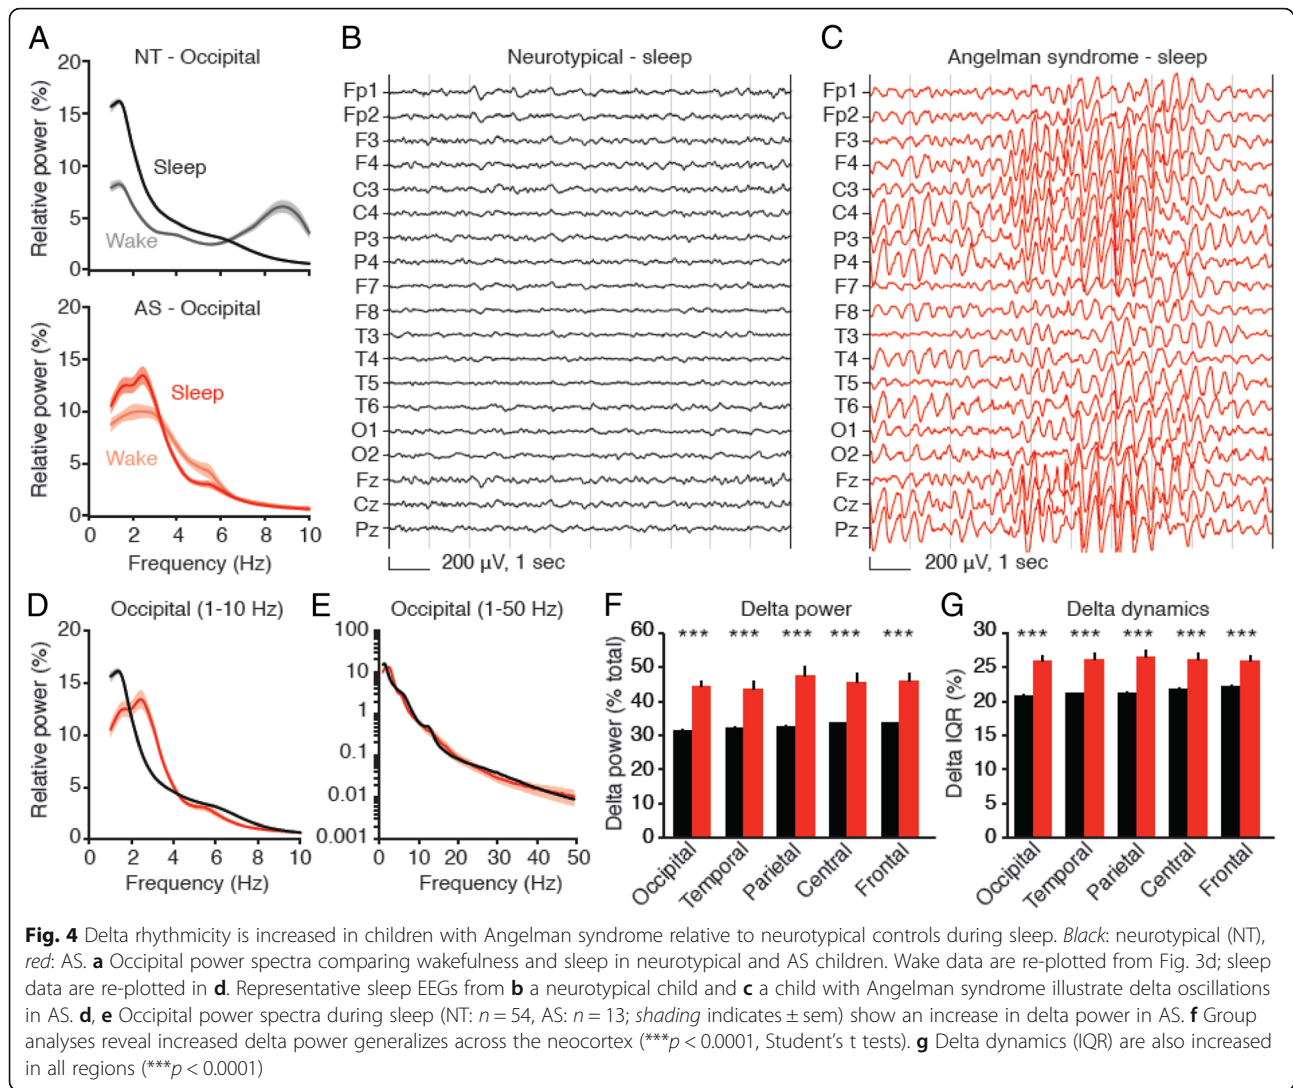 A
NT - Occipital
20
15
10
5
0
Relative power (%)
Sleep
Wake
AS - Occipital
20
15
10
5
0
Relative power (%)
Sleep
Wake
0 2 4 6 8 10
Frequency (Hz)
B
Neurotypical - sleep
Fp1
Fp2
F3
F4
C3
C4
P3
P4
F7
F8
T3
T4
T5
T6
O1
O2
Fz
Cz
Pz
200 µV, 1 sec
C
Angelman syndrome - sleep
Fp1
Fp2
F3
F4
C3
C4
P3
P4
F7
F8
T3
T4
T5
T6
O1
O2
Fz
Cz
Pz
200 µV, 1 sec
D
Occipital (1-10 Hz)
20
15
10
5
0
Relative power (%)
0 2 4 6 8 10
Frequency (Hz)
E
Occipital (1-50 Hz)
100
10
1
0.1
0.01
0.001
0 10 20 30 40 50
Frequency (Hz)
F
Delta power
*** *** *** *** ***
60
50
40
30
20
10
0
Delta power (% total)
Occipital
Temporal
Parietal
Central
Frontal
G
Delta dynamics
*** *** *** *** ***
30
25
20
15
10
5
0
Delta IQR (%)
Occipital
Temporal
Parietal
Central
Frontal
Fig. 4 Delta rhythmicity is increased in children with Angelman syndrome relative to neurotypical controls during sleep. Black: neurotypical (NT),
red: AS. a Occipital power spectra comparing wakefulness and sleep in neurotypical and AS children. Wake data are re-plotted from Fig. 3d; sleep
data are re-plotted in d. Representative sleep EEGs from b a neurotypical child and c a child with Angelman syndrome illustrate delta oscillations
in AS. d, e Occipital power spectra during sleep (NT: n = 54, AS: n = 13; shading indicates ± sem) show an increase in delta power in AS. f Group
analyses reveal increased delta power generalizes across the neocortex (***p < 0.0001, Student's t tests). g Delta dynamics (IQR) are also increased
in all regions (***p < 0.0001)